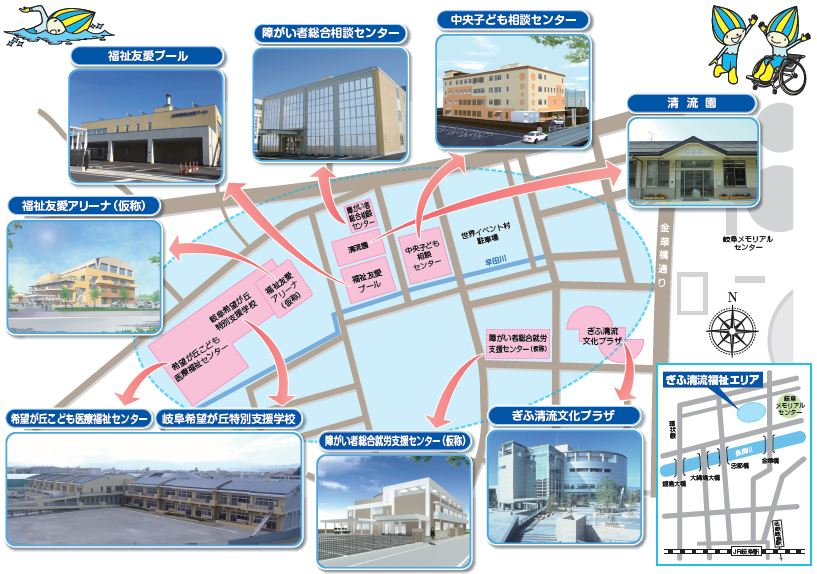 福祉友愛プール
障がい者総合相談センター
中央子ども相談センター
清流園
福祉友愛アリーナ(仮称)
障がい者
総合相談
センター
清流園
福祉友愛
プール
中央子ども
相談
センター
世界イベント村
駐車場
早田川
金華橋通り
岐阜メモリアル
センター
福祉友愛
アリーナ
(仮称)
岐阜希望が丘
特別支援学校
希望が丘こども
医療福祉センター
障がい者総合就労
支援センター(仮称)
ぎふ清流
文化プラザ
N
希望が丘こども医療福祉センター
岐阜希望が丘特別支援学校
障がい者総合就労支援センター(仮称)
ぎふ清流文化プラザ
ぎふ清流福祉エリア
岐阜
メモリアル
センター
環状線
長良川
金華橋
忠節橋
大縄場大橋
鏡島大橋
名鉄岐阜駅
JR岐阜駅